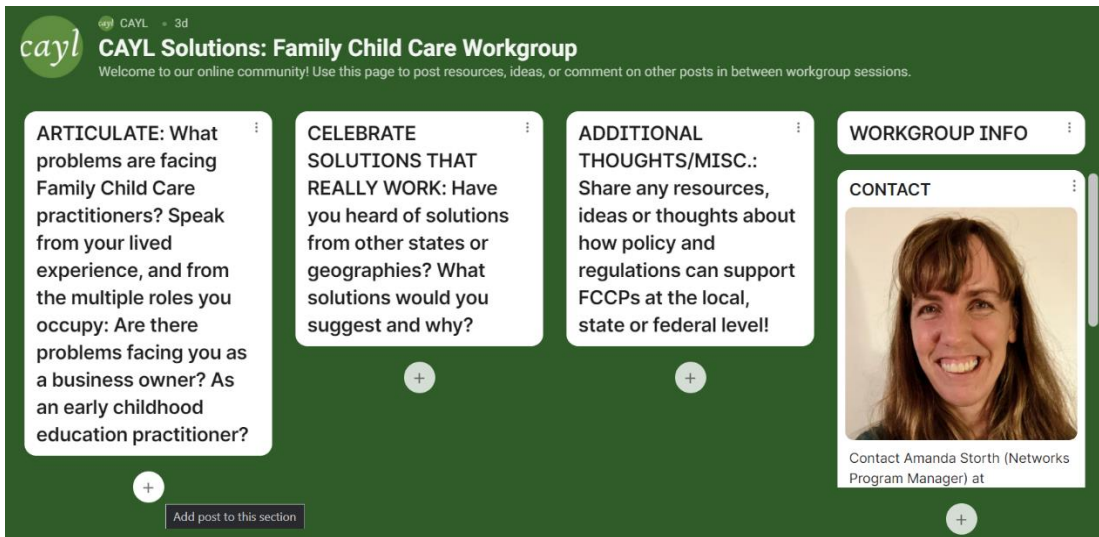 cayl
cayl CAYL • 3d
CAYL Solutions: Family Child Care Workgroup
Welcome to our online community! Use this page to post resources, ideas, or comment on other posts in between workgroup sessions.
ARTICULATE: What
problems are facing
Family Child Care
practitioners? Speak
from your lived
experience, and from
the multiple roles you
occupy: Are there
problems facing you as
a business owner? As
an early childhood
education practitioner?
Add post to this section
CELEBRATE
SOLUTIONS THAT
REALLY WORK: Have
you heard of solutions
from other states or
geographies? What
solutions would you
suggest and why?
ADDITIONAL
THOUGHTS/MISC.:
Share any resources,
ideas or thoughts about
how policy and
regulations can support
FCCPs at the local,
state or federal level!
WORKGROUP INFO
CONTACT
Contact Amanda Storth (Networks
Program Manager) at